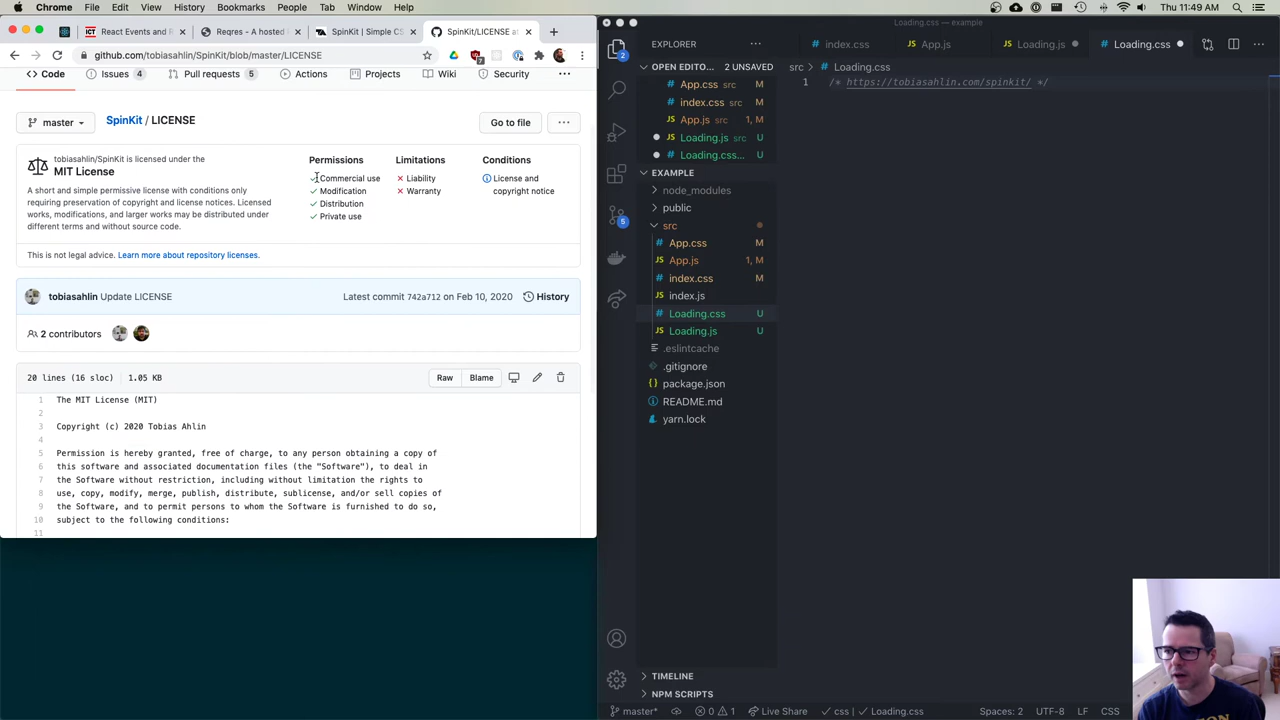 Chrome File Edit View History Bookmarks People Tab Window Help
Thu 11:49 AM
React Events and F
Reqres - A hosted R
SpinKit | Simple CS
SpinKit/LICENSE at
github.com/tobiasahlin/SpinKit/blob/master/LICENSE
7
Code
Issues 4
Pull requests 5
Actions
Projects
Wiki
Security
master
SpinKit / LICENSE
Go to file
tobiasahlin/SpinKit is licensed under the
MIT License
A short and simple permissive license with conditions only
requiring preservation of copyright and license notices. Licensed
works, modifications, and larger works may be distributed under
different terms and without source code.
Permissions
Commercial use
Modification
Distribution
Private use
Limitations
Liability
Warranty
Conditions
License and
copyright notice
This is not legal advice. Learn more about repository licenses.
tobiasahlin Update LICENSE
Latest commit 742a712 on Feb 10, 2020
History
2 contributors
20 lines (16 sloc) 1.05 KB
Raw
Blame
1 The MIT License (MIT)
2
3 Copyright (c) 2020 Tobias Ahlin
4
5 Permission is hereby granted, free of charge, to any person obtaining a copy of
6 this software and associated documentation files (the "Software"), to deal in
7 the Software without restriction, including without limitation the rights to
8 use, copy, modify, merge, publish, distribute, sublicense, and/or sell copies of
9 the Software, and to permit persons to whom the Software is furnished to do so,
10 subject to the following conditions:
11
Loading.css — example
EXPLORER
2
5
OPEN EDITO... 2 UNSAVED
App.css src
index.css src
App.js src 1, M
Loading.js src U
Loading.css... U
EXAMPLE
node_modules
public
src
App.css M
App.js 1, M
index.css M
index.js
Loading.css U
Loading.js U
.eslintcache
.gitignore
package.json
README.md
yarn.lock
TIMELINE
NPM SCRIPTS
index.css
App.js
Loading.js
Loading.css
src > Loading.css
1 /* https://tobiasahlin.com/spinkit/ */
master*
0 1
Live Share
css | Loading.css
Spaces: 2
UTF-8
LF
CSS